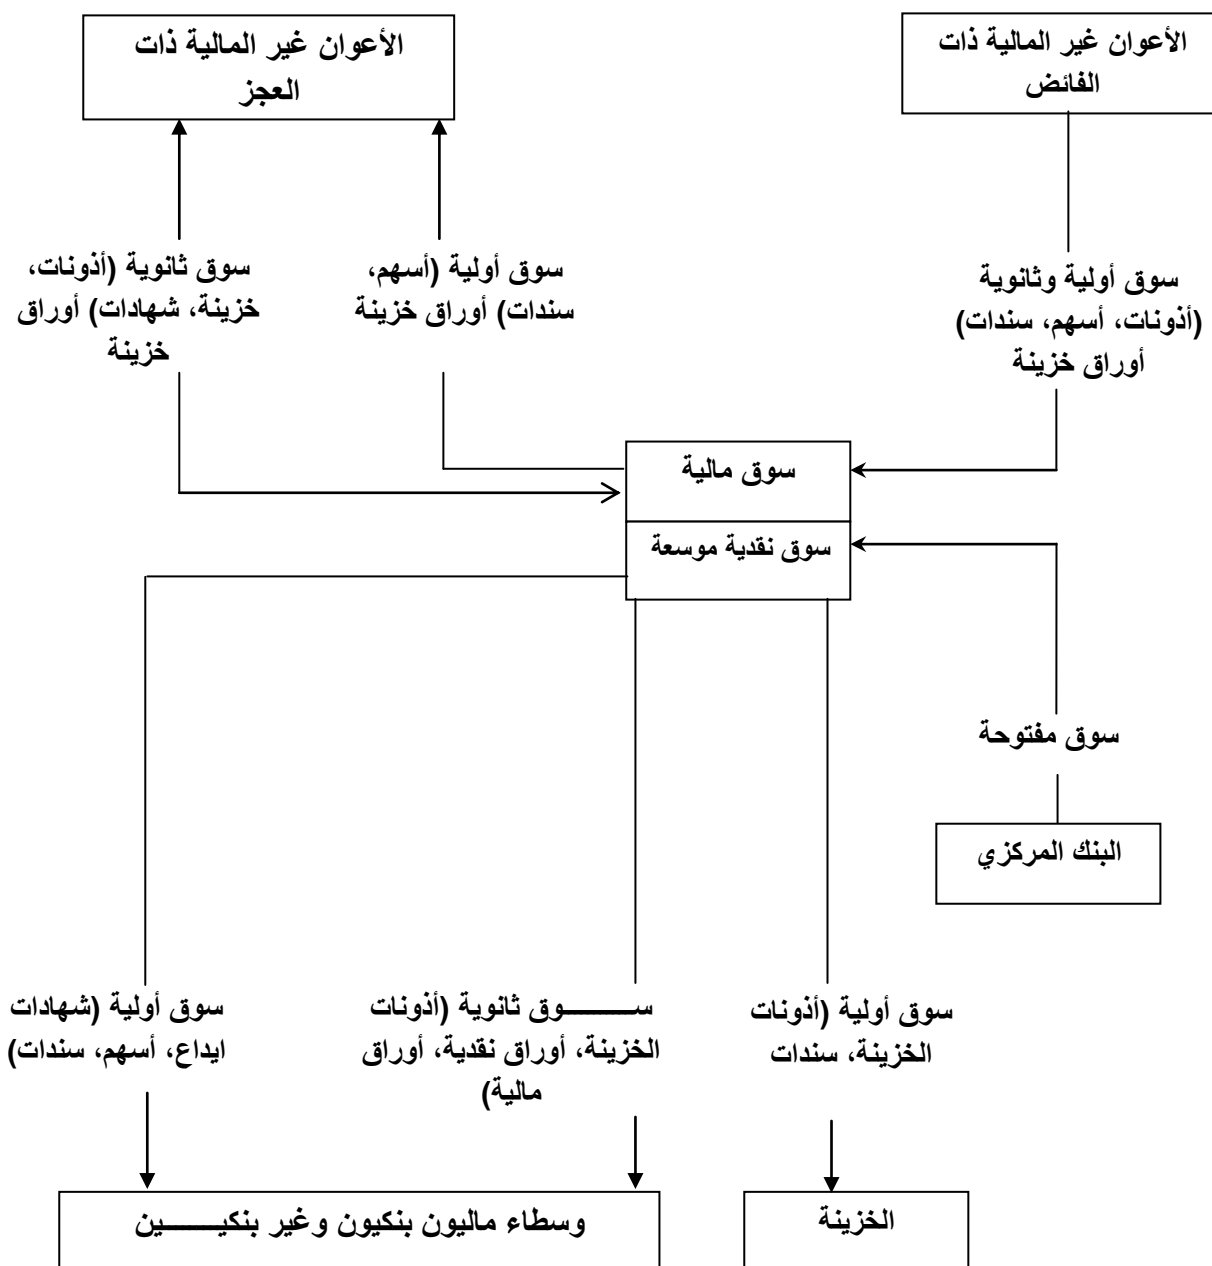 الأعوان غير المالية ذات
الفائض
الأعوان غير المالية ذات
العجز
سوق أولية وثانوية
(أذونات، أسهم، سندات)
أوراق خزينة
سوق أولية (أسهم،
سندات) أوراق خزينة
سوق ثانوية (أذونات،
خزينة، شهادات) أوراق
خزينة
سوق مالية
سوق نقدية موسعة
سوق مفتوحة
البنك المركزي
سوق أولية (أذونات
الخزينة، سندات
ســـــــوق ثانوية (أذونات
الخزينة، أوراق نقدية، أوراق
مالية)
سوق أولية (شهادات
ايداع، أسهم، سندات)
الخزينة
وسطاء ماليون بنكيون وغير بنكيـــــــين